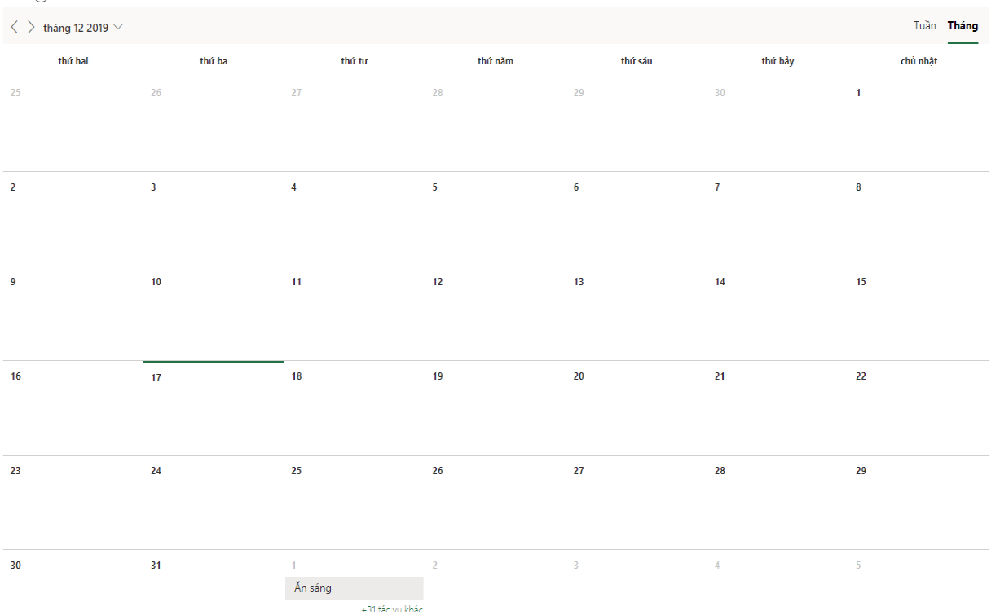 tháng 12 2019 Tuần Tháng
thứ hai thứ ba thứ tư thứ năm thứ sáu thứ bảy chủ nhật
25 26 27 28 29 30 1
2 3 4 5 6 7 8
9 10 11 12 13 14 15
16 17 18 19 20 21 22
23 24 25 26 27 28 29
30 31 1 2 3 4 5
Ăn sáng
+31 tác vụ khác